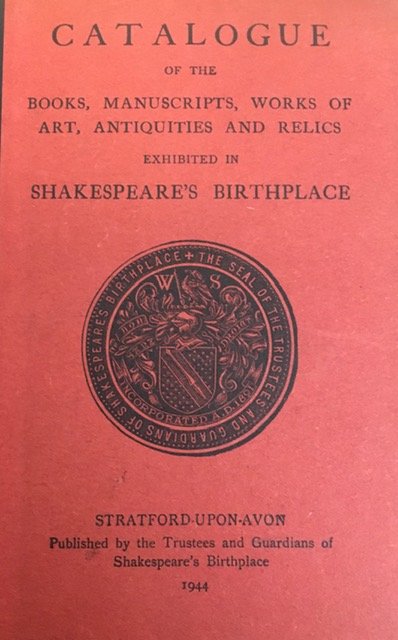 CATALOGUE
OF THE
BOOKS, MANUSCRIPTS, WORKS OF
ART, ANTIQUITIES AND RELICS
EXHIBITED IN
SHAKESPEARE'S BIRTHPLACE
THE SEAL OF THE TRUSTEES AND GUARDIANS OF SHAKESPEARE'S BIRTHPLACE
W S
INCORPORATED A.D. 1891
STRATFORD-UPON-AVON
Published by the Trustees and Guardians of
Shakespeare's Birthplace
1944